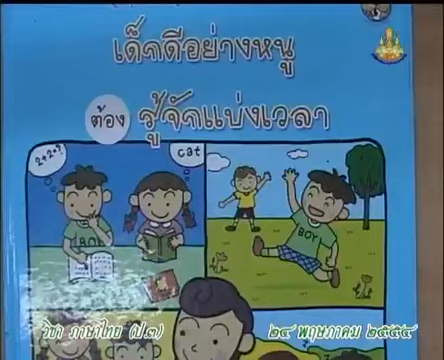 เด็กดีอย่างหนู
ต้อง รู้จักแบ่งเวลา
2+2=?
cat
BOY
BOY
วิชา ภาษาไทย (ป.๓)
๒๔ พฤษภาคม ๒๕๕๔